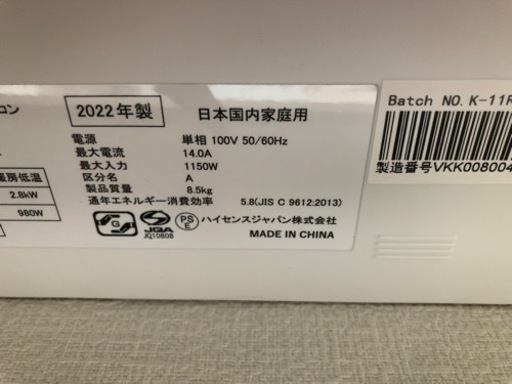 コン
2022年製
日本国内家庭用
Batch NO. K-11R
電源 単相 100V 50/60Hz
最大電流 14.0A
最大入力 1150W
区分名 A
製品質量 8.5kg
通年エネルギー消費効率 5.8(JIS C 9612:2013)
房低温
2.8kW
980W
製造番号VKK008004
PS E
JQA
JQ10808
ハイセンスジャパン株式会社
MADE IN CHINA